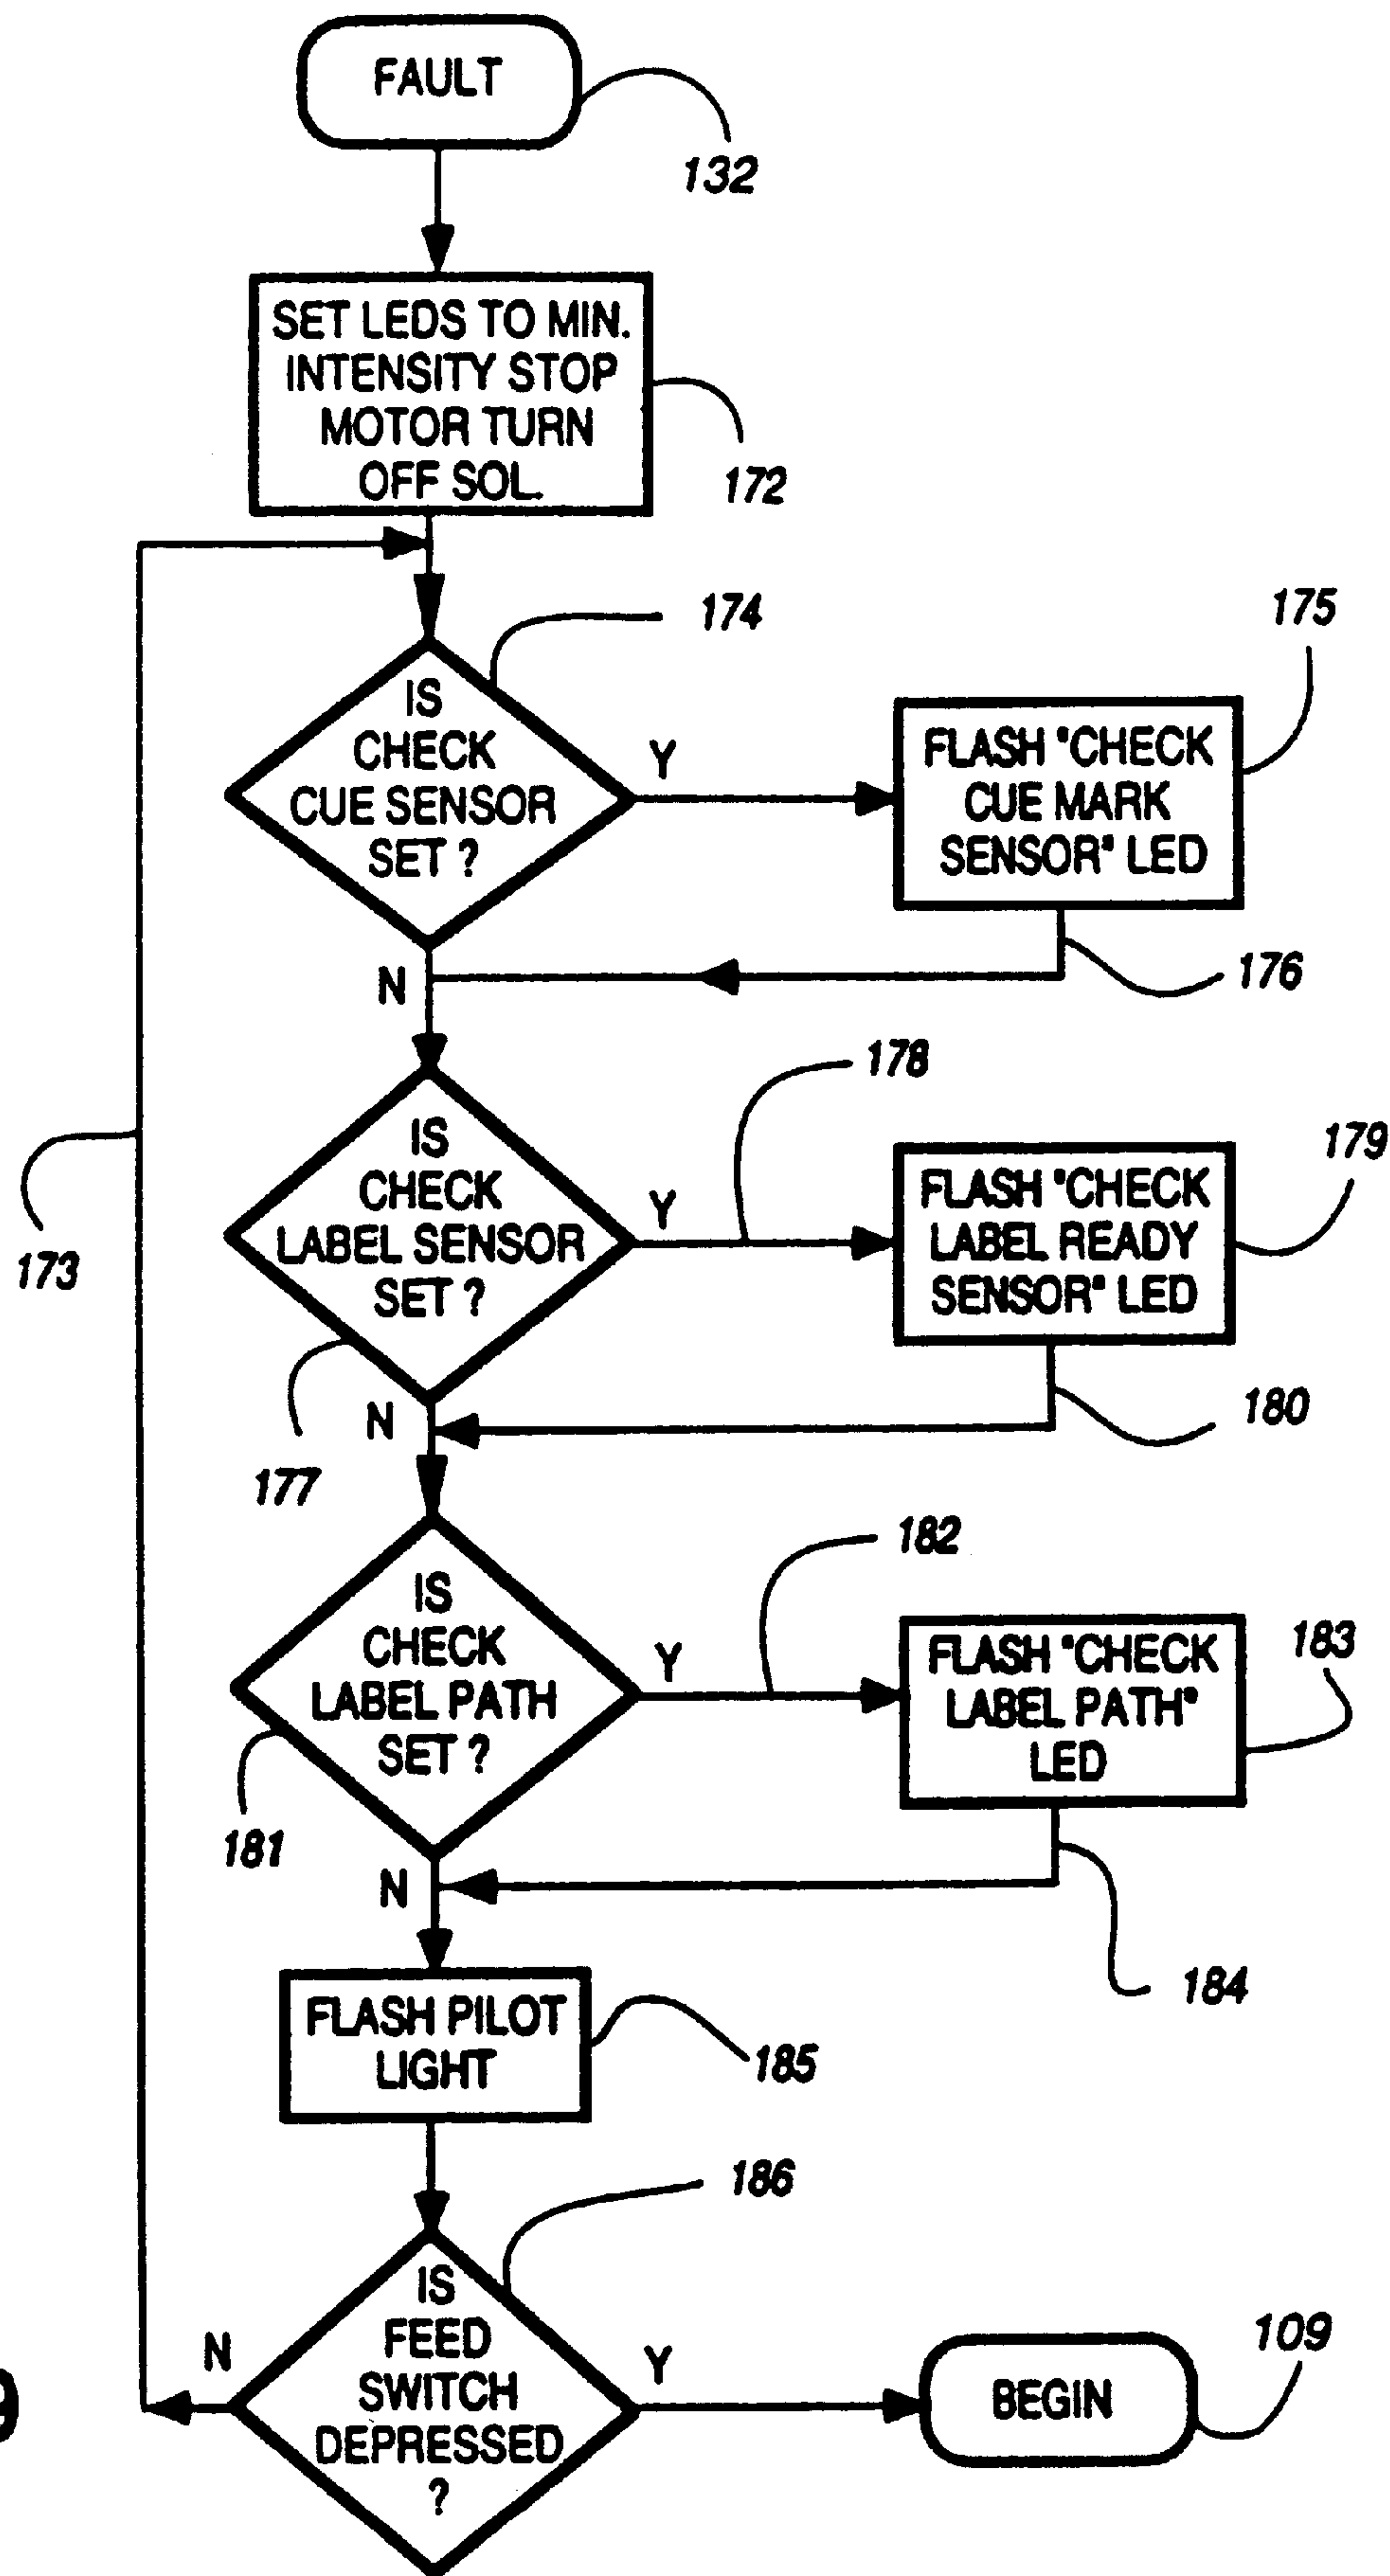 FAULT
132
SET LEDS TO MIN.
INTENSITY STOP
MOTOR TURN
OFF SOL.
172
174
IS
CHECK
CUE SENSOR
SET ?
Y
N
175
FLASH "CHECK
CUE MARK
SENSOR" LED
176
173
IS
CHECK
LABEL SENSOR
SET ?
177
Y
N
178
179
FLASH "CHECK
LABEL READY
SENSOR" LED
180
IS
CHECK
LABEL PATH
SET ?
181
Y
N
182
183
FLASH "CHECK
LABEL PATH"
LED
184
FLASH PILOT
LIGHT
185
186
IS
FEED
SWITCH
DEPRESSED
?
N
Y
BEGIN
109
9